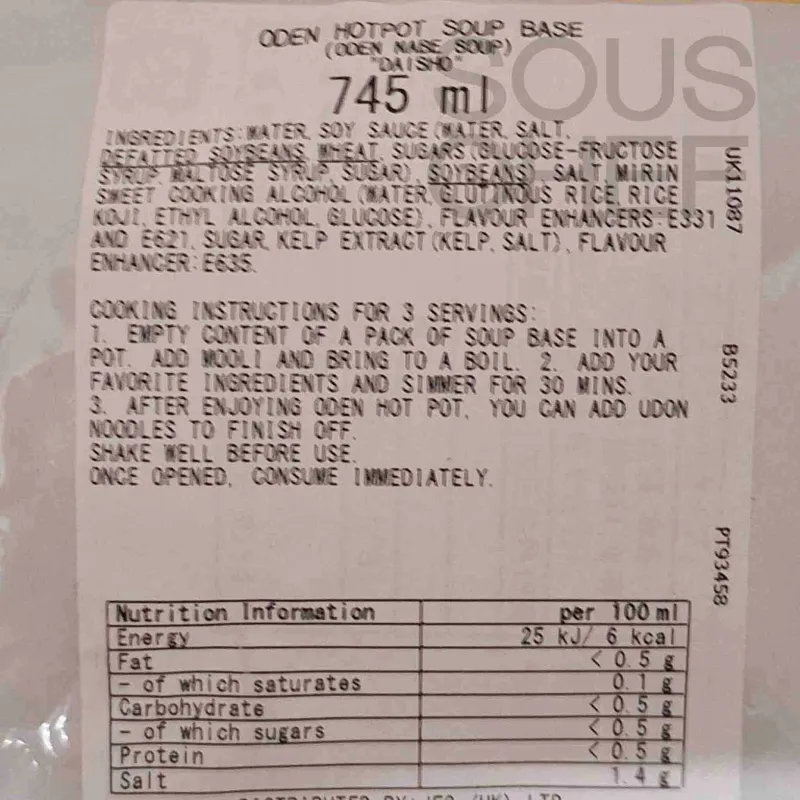 ODEN HOTPOT SOUP BASE
(ODEN NABE SOUP)
"DAISHO"
745 ml
SOUS
CHEF
INGREDIENTS: WATER, SOY SAUCE (WATER, SALT,
DEFATTED SOYBEANS, WHEAT, SUGARS (GLUCOSE-FRUCTOSE
SYRUP, MALTOSE SYRUP, SUGAR), SOYBEANS) SALT, MIRIN
SWEET COOKING ALCOHOL (WATER, GLUTINOUS RICE, RICE
KOJI, ETHYL ALCOHOL, GLUCOSE), FLAVOUR ENHANCERS: E331
AND E621, SUGAR, KELP EXTRACT (KELP, SALT), FLAVOUR
ENHANCER: E635.
COOKING INSTRUCTIONS FOR 3 SERVINGS:
1. EMPTY CONTENT OF A PACK OF SOUP BASE INTO A
POT. ADD MOOLI AND BRING TO A BOIL. 2. ADD YOUR
FAVORITE INGREDIENTS AND SIMMER FOR 30 MINS.
3. AFTER ENJOYING ODEN HOT POT, YOU CAN ADD UDON
NOODLES TO FINISH OFF.
SHAKE WELL BEFORE USE.
ONCE OPENED, CONSUME IMMEDIATELY.
UK11087
B5233
PT93458
Nutrition Information per 100ml
Energy 25 kJ/ 6 kcal
Fat < 0.5 g
- of which saturates 0.1 g
Carbohydrate < 0.5 g
- of which sugars < 0.5 g
Protein < 0.5 g
Salt 1.4 g